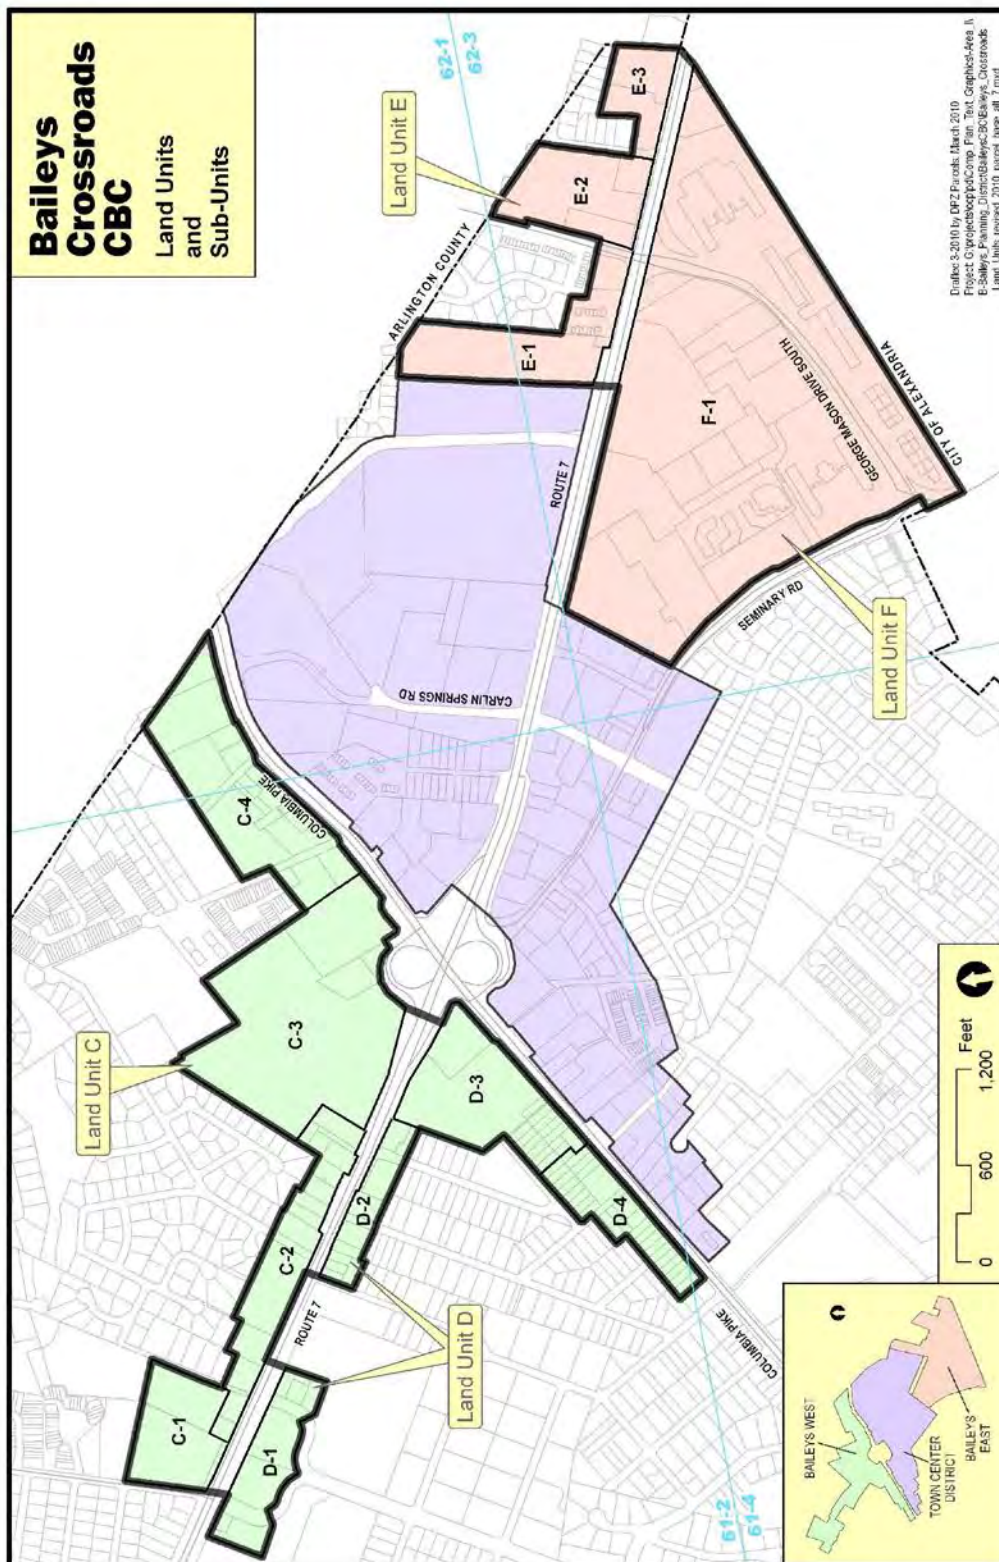 Baileys
Crossroads
CBC
Land Units
and
Sub-Units
62-1
62-3
Land Unit E
ARLINGTON COUNTY
E-3
E-2
E-1
ROUTE 7
F-1
GEORGE MASON DRIVE SOUTH
CITY OF ALEXANDRIA
SEMINARY RD
Land Unit F
CARLIN SPRINGS RD
COLUMBIA PIKE
C-4
Land Unit C
C-3
C-2
C-1
ROUTE 7
D-3
D-2
D-4
D-1
Land Unit D
COLUMBIA PIKE
61-2
61-4
Drafted 3-2010 by DPZ Parcels March 2010
0 600 1,200
Feet
BAILEYS WEST
TOWN CENTER
DISTRICT
BAILEYS
EAST